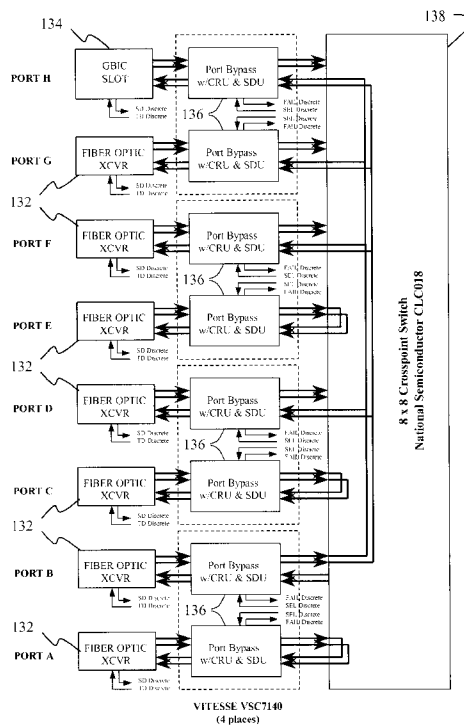 134
138
PORT H
GBIC
SLOT
Port Bypass
w/CRU & SDU
SD Discrete
TD Discrete
136
FAIL Discrete
SEL Discrete
SEL Discrete
FAIL Discrete
PORT G
FIBER OPTIC
XCVR
Port Bypass
w/CRU & SDU
132
SD Discrete
TD Discrete
PORT F
FIBER OPTIC
XCVR
Port Bypass
w/CRU & SDU
132
SD Discrete
TD Discrete
136
FAIL Discrete
SEL Discrete
SEL Discrete
FAIL Discrete
PORT E
FIBER OPTIC
XCVR
Port Bypass
w/CRU & SDU
SD Discrete
TD Discrete
132
PORT D
FIBER OPTIC
XCVR
Port Bypass
w/CRU & SDU
SD Discrete
TD Discrete
136
FAIL Discrete
SEL Discrete
SEL Discrete
FAIL Discrete
PORT C
FIBER OPTIC
XCVR
Port Bypass
w/CRU & SDU
132
SD Discrete
TD Discrete
132
PORT B
FIBER OPTIC
XCVR
Port Bypass
w/CRU & SDU
SD Discrete
TD Discrete
136
FAIL Discrete
SEL Discrete
SEL Discrete
FAIL Discrete
132
PORT A
FIBER OPTIC
XCVR
Port Bypass
w/CRU & SDU
SD Discrete
TD Discrete
8 x 8 Crosspoint Switch
National Semiconductor CLC018
VITESSE VSC7140
(4 places)